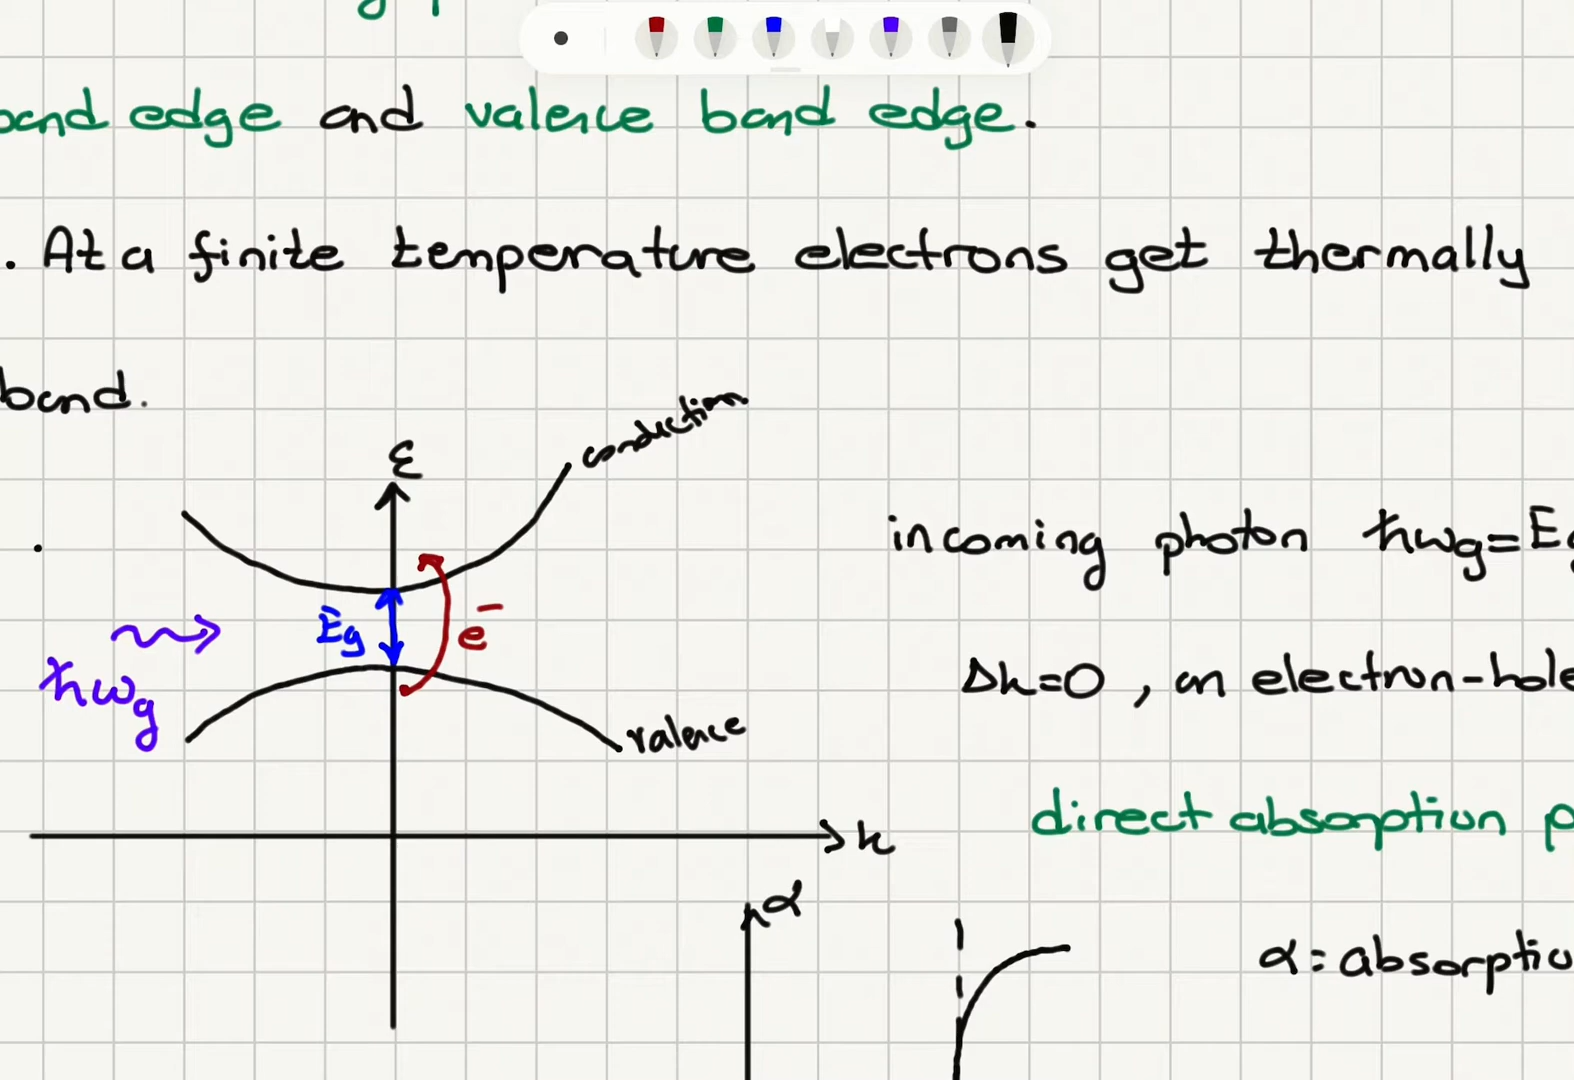 band edge and valence band edge.
. At a finite temperature electrons get thermally
band.
ε
conduction
incoming photon ħωg=Eg
Eg
e⁻
ħωg
Δk=0 , an electron-hole
valence
direct absorption p
k
α
α = absorptio